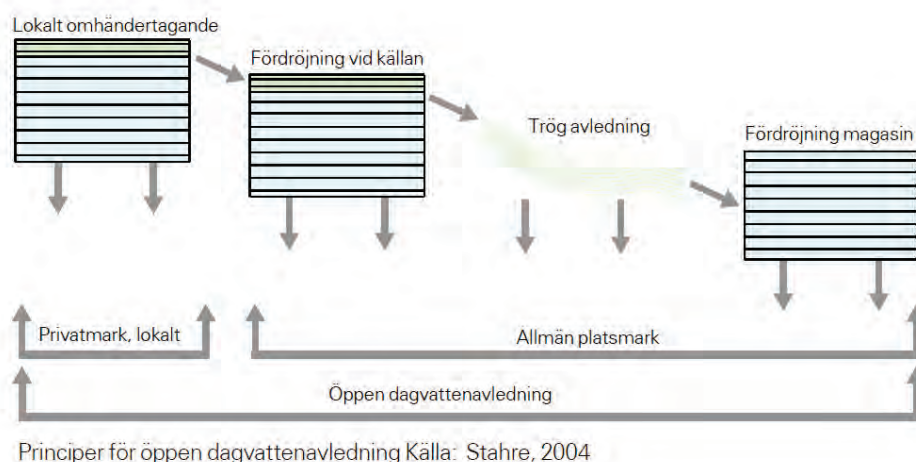 Lokalt omhändertagande
Fördröjning vid källan
Trög avledning
Fördröjning magasin
Privatmark, lokalt
Allmän platsmark
Öppen dagvattenavledning
Principer för öppen dagvattenavledning Källa: Stahre, 2004